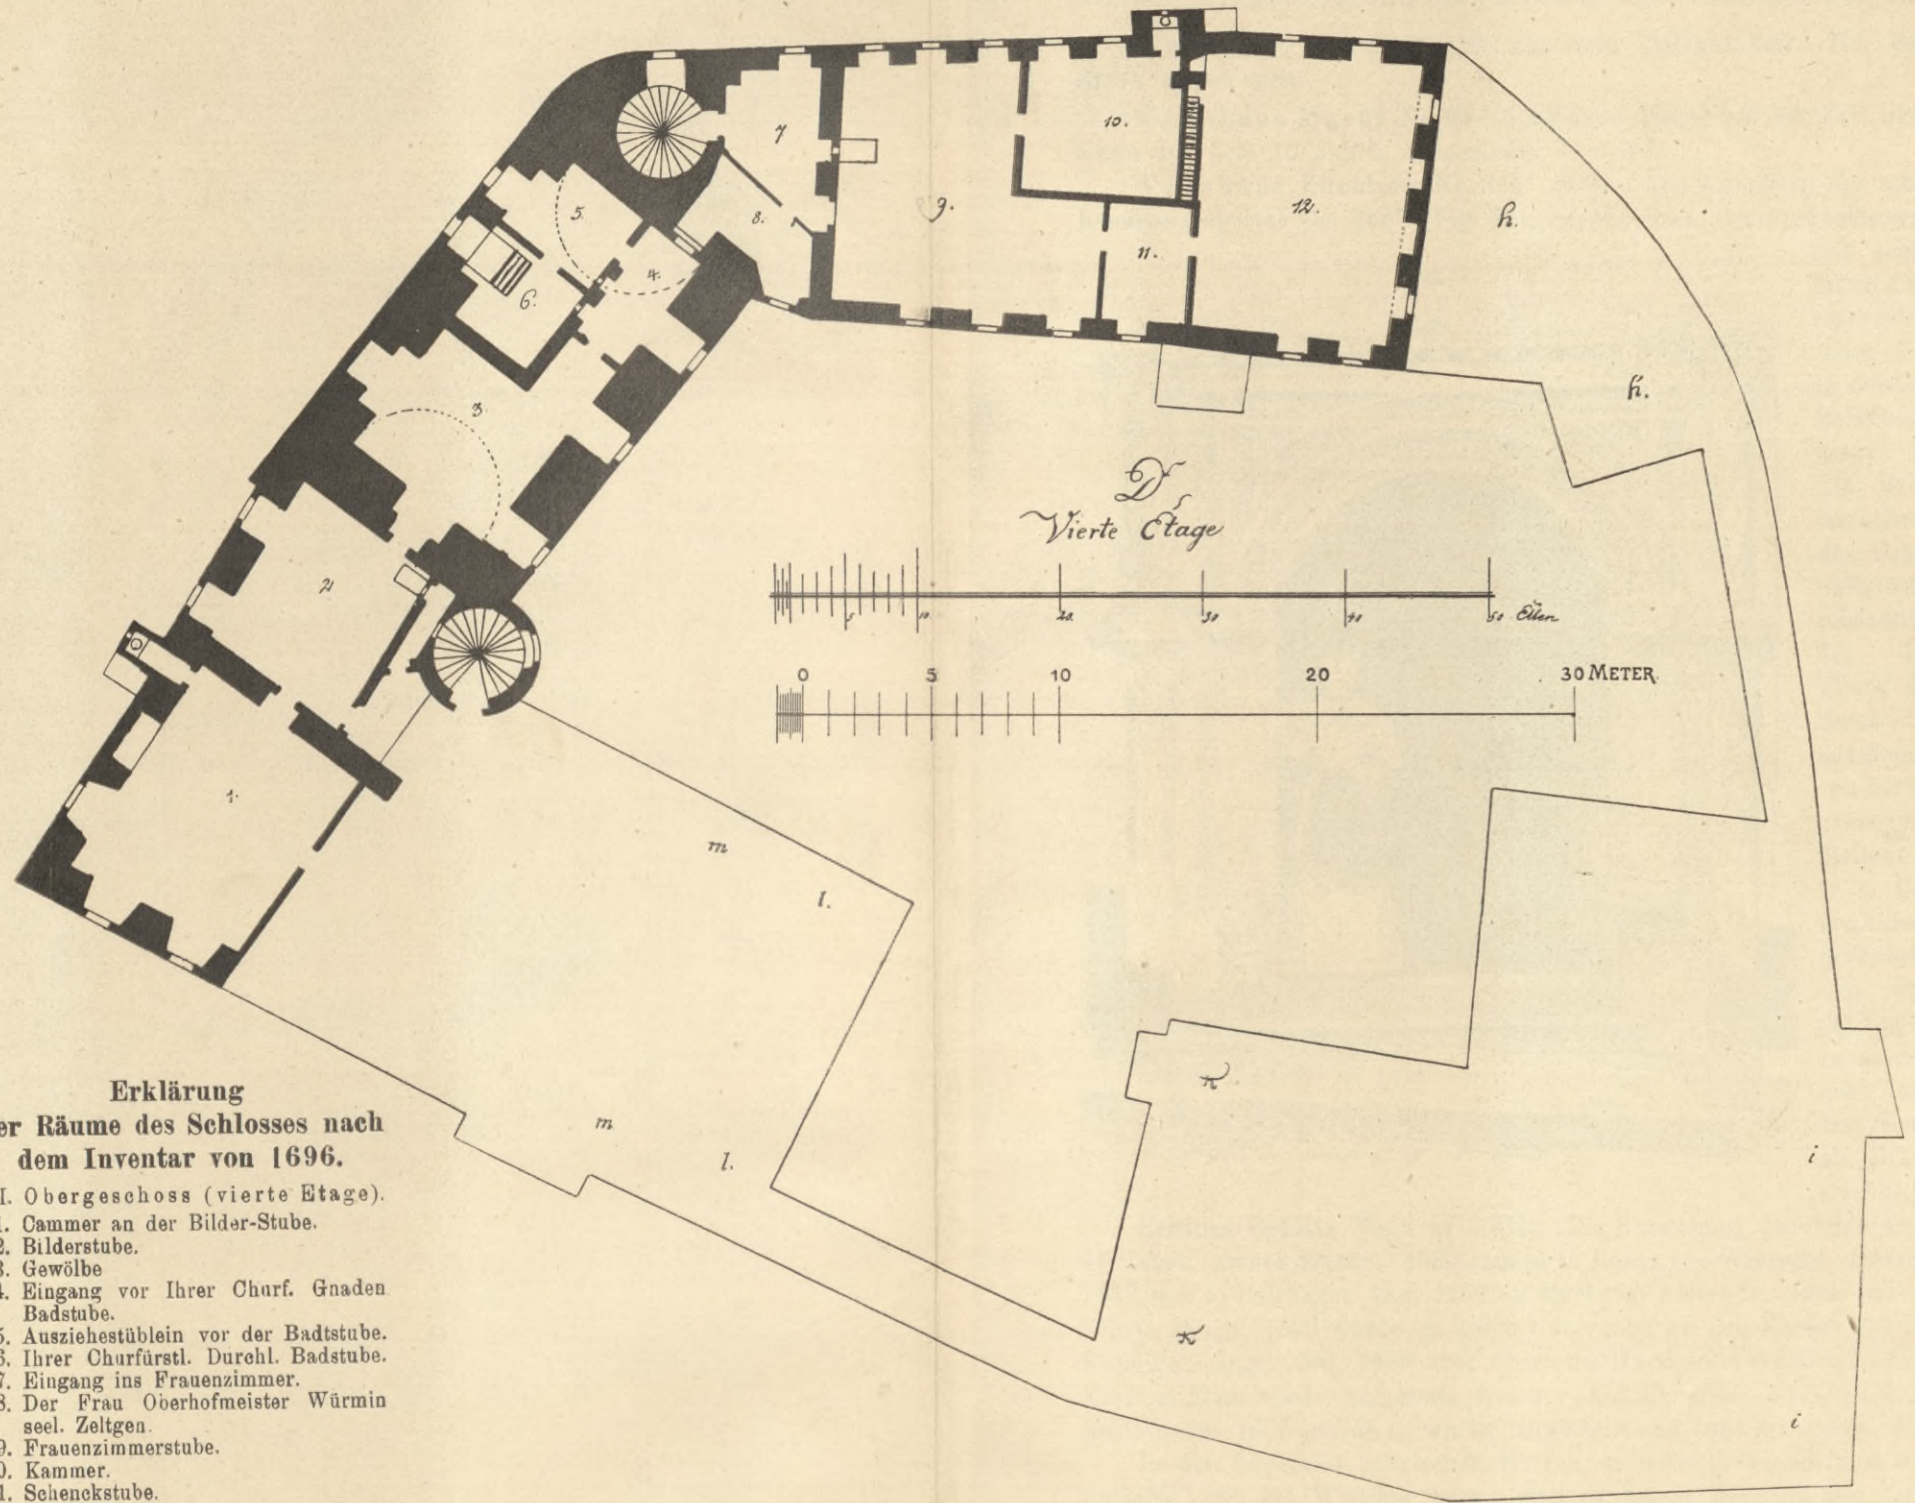 7
10.
5.
8.
9.
12.
h.
11.
4.
6.
h.
3.
D
Vierte Etage
2
5 10 20 30 40 50 Ellen
0 5 10 20 30 METER
1.
m
l.
K
m
l.
i
K
i
Erklärung
er Räume des Schlosses nach
dem Inventar von 1696.
I. Obergeschoss (vierte Etage).
1. Cammer an der Bilder-Stube.
2. Bilderstube.
3. Gewölbe
4. Eingang vor Ihrer Churf. Gnaden
Badstube.
5. Ausziehestüblein vor der Badtstube.
6. Ihrer Churfürstl. Durchl. Badstube.
7. Eingang ins Frauenzimmer.
8. Der Frau Oberhofmeister Würmin
seel. Zeltgen.
9. Frauenzimmerstube.
0. Kammer.
1. Schenckstube.